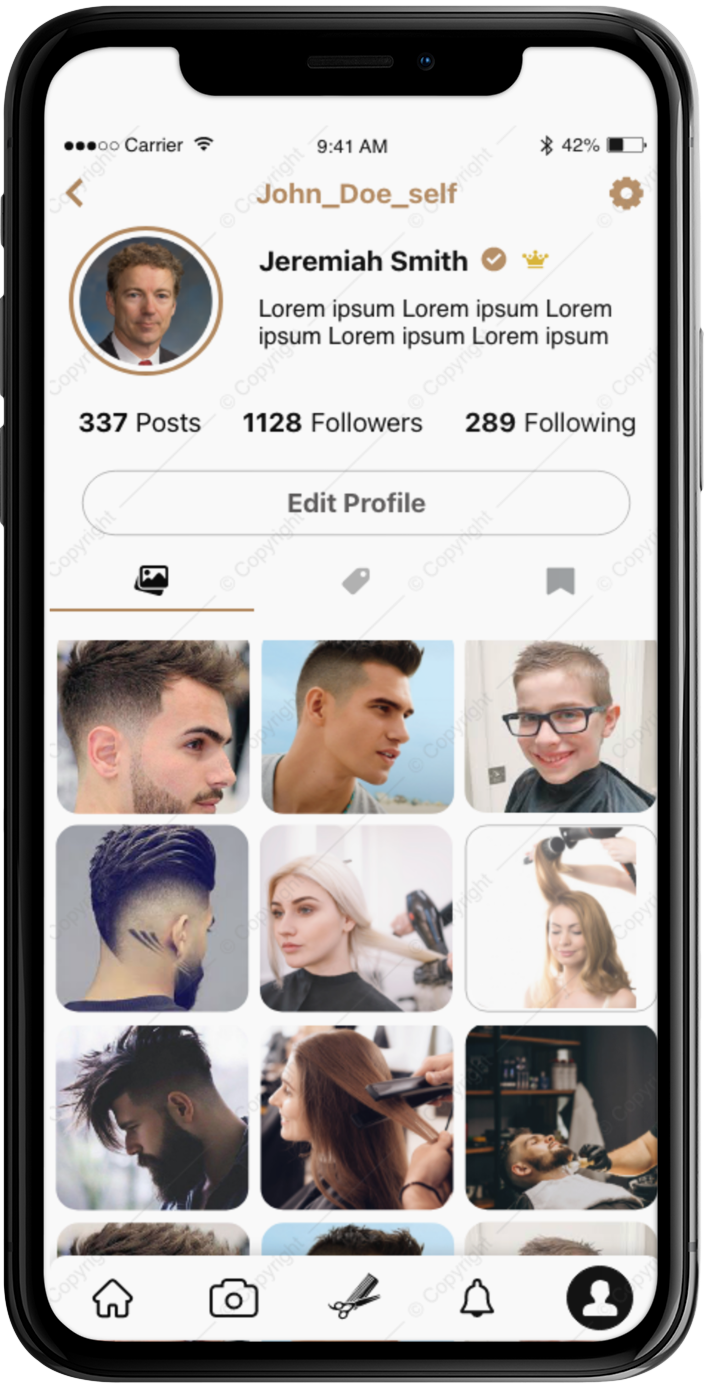 Carrier
9:41 AM
42%
John_Doe_self
Jeremiah Smith
Lorem ipsum Lorem ipsum Lorem
ipsum Lorem ipsum Lorem ipsum
337 Posts
1128 Followers
289 Following
Edit Profile
© Copyright